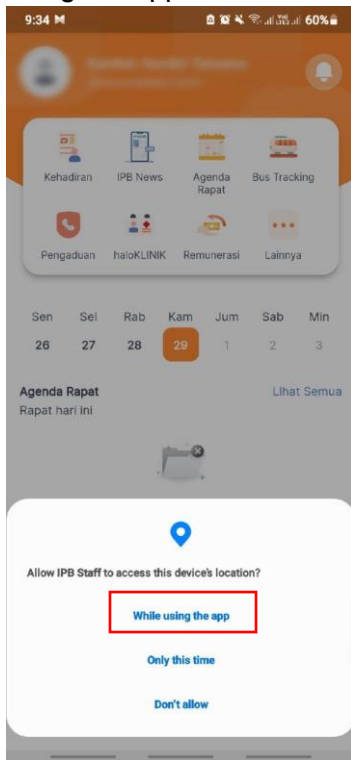 9:34 M 60%
Kehadiran IPB News Agenda Rapat Bus Tracking
Pengaduan haloKLINIK Remunerasi Lainnya
Sen Sel Rab Kam Jum Sab Min
26 27 28 29 1 2 3
Agenda Rapat Lihat Semua
Rapat hari ini
Allow IPB Staff to access this device's location?
While using the app
Only this time
Don't allow